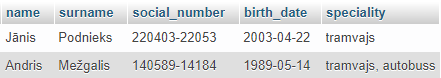 name surname social_number birth_date speciality
Jānis Podnieks 220403-22053 2003-04-22 tramvajs
Andris Mežgalis 140589-14184 1989-05-14 tramvajs, autobuss